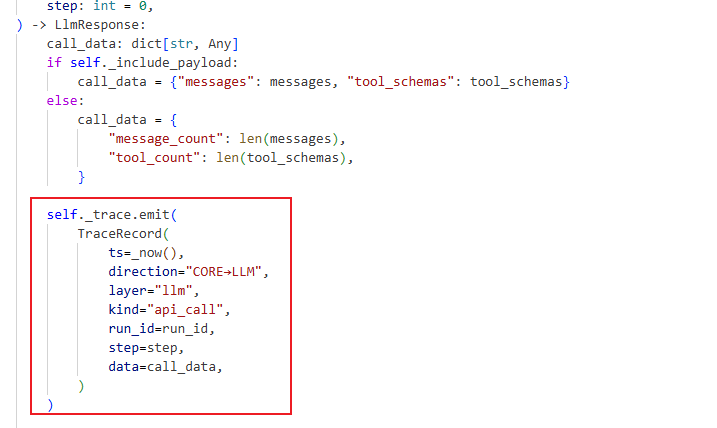 step: int = 0,
) -> LlmResponse:
    call_data: dict[str, Any]
    if self._include_payload:
        call_data = {"messages": messages, "tool_schemas": tool_schemas}
    else:
        call_data = {
            "message_count": len(messages),
            "tool_count": len(tool_schemas),
        }
    self._trace.emit(
        TraceRecord(
            ts=_now(),
            direction="CORE→LLM",
            layer="llm",
            kind="api_call",
            run_id=run_id,
            step=step,
            data=call_data,
        )
    )